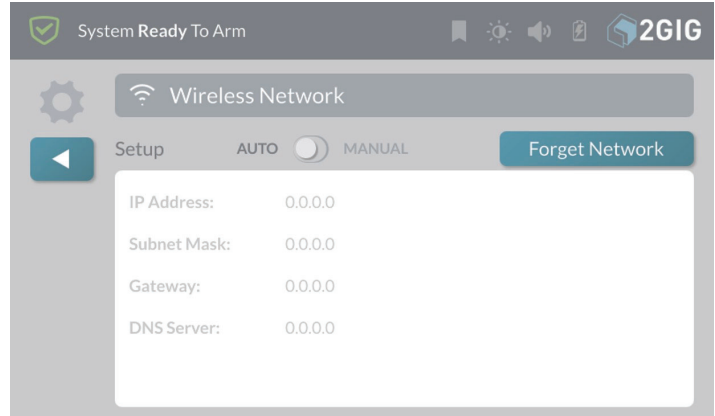 System Ready To Arm
2GIG
Wireless Network
Setup AUTO MANUAL Forget Network
IP Address: 0.0.0.0
Subnet Mask: 0.0.0.0
Gateway: 0.0.0.0
DNS Server: 0.0.0.0